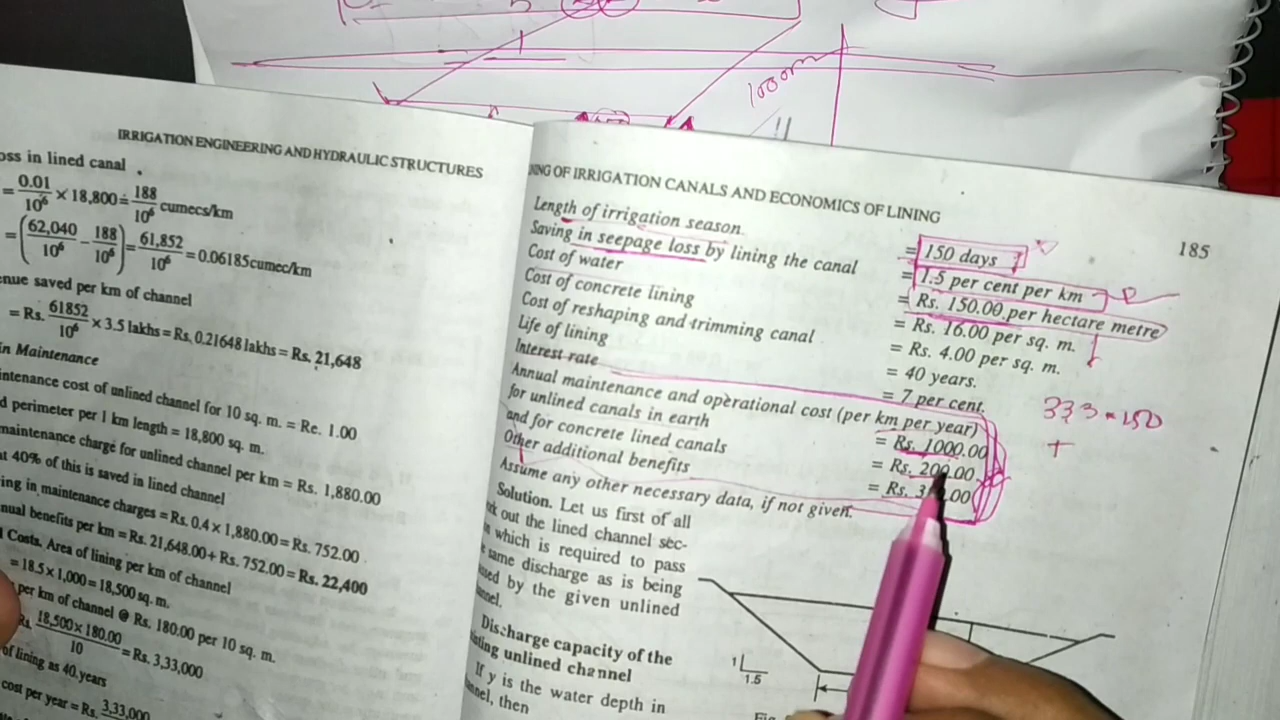 1000m
IRRIGATION ENGINEERING AND HYDRAULIC STRUCTURES
oss in lined canal
= 0.01/10⁶ × 18,800 = 188/10⁶ cumecs/km
= (62,040/10⁶ − 188/10⁶) = 61,852/10⁶ = 0.06185 cumec/km
enue saved per km of channel
= Rs. 61852/10⁶ × 3.5 lakhs = Rs. 0.21648 lakhs = Rs. 21,648
in Maintenance
intenance cost of unlined channel for 10 sq. m. = Re. 1.00
d perimeter per 1 km length = 18,800 sq. m.
maintenance charge for unlined channel per km = Rs. 1,880.00
at 40% of this is saved in lined channel
ing in maintenance charges = Rs. 0.4 × 1,880.00 = Rs. 752.00
nual benefits per km = Rs. 21,648.00 + Rs. 752.00 = Rs. 22,400
Costs. Area of lining per km of channel
= 18.5 × 1,000 = 18,500 sq. m.
per km of channel @ Rs. 180.00 per 10 sq. m.
Rs. 18,500 × 180.00/10 = Rs. 3,33,000
of lining as 40 years
cost per year = Rs. 3,33,000
NING OF IRRIGATION CANALS AND ECONOMICS OF LINING
185
Length of irrigation season = 150 days
Saving in seepage loss by lining the canal = 1.5 per cent per km
Cost of water = Rs. 150.00 per hectare metre
Cost of concrete lining = Rs. 16.00 per sq. m.
Cost of reshaping and trimming canal = Rs. 4.00 per sq. m.
Life of lining = 40 years.
Interest rate = 7 per cent.
Annual maintenance and operational cost (per km per year)
for unlined canals in earth = Rs. 1000.00
and for concrete lined canals = Rs. 200.00
Other additional benefits = Rs.
Assume any other necessary data, if not given.
333 × 150
+
Solution. Let us first of all
rk out the lined channel sec-
n which is required to pass
same discharge as is being
ssed by the given unlined
annel.
Discharge capacity of the
existing unlined channel
If y is the water depth in
annel, then
1
1.5
Fig